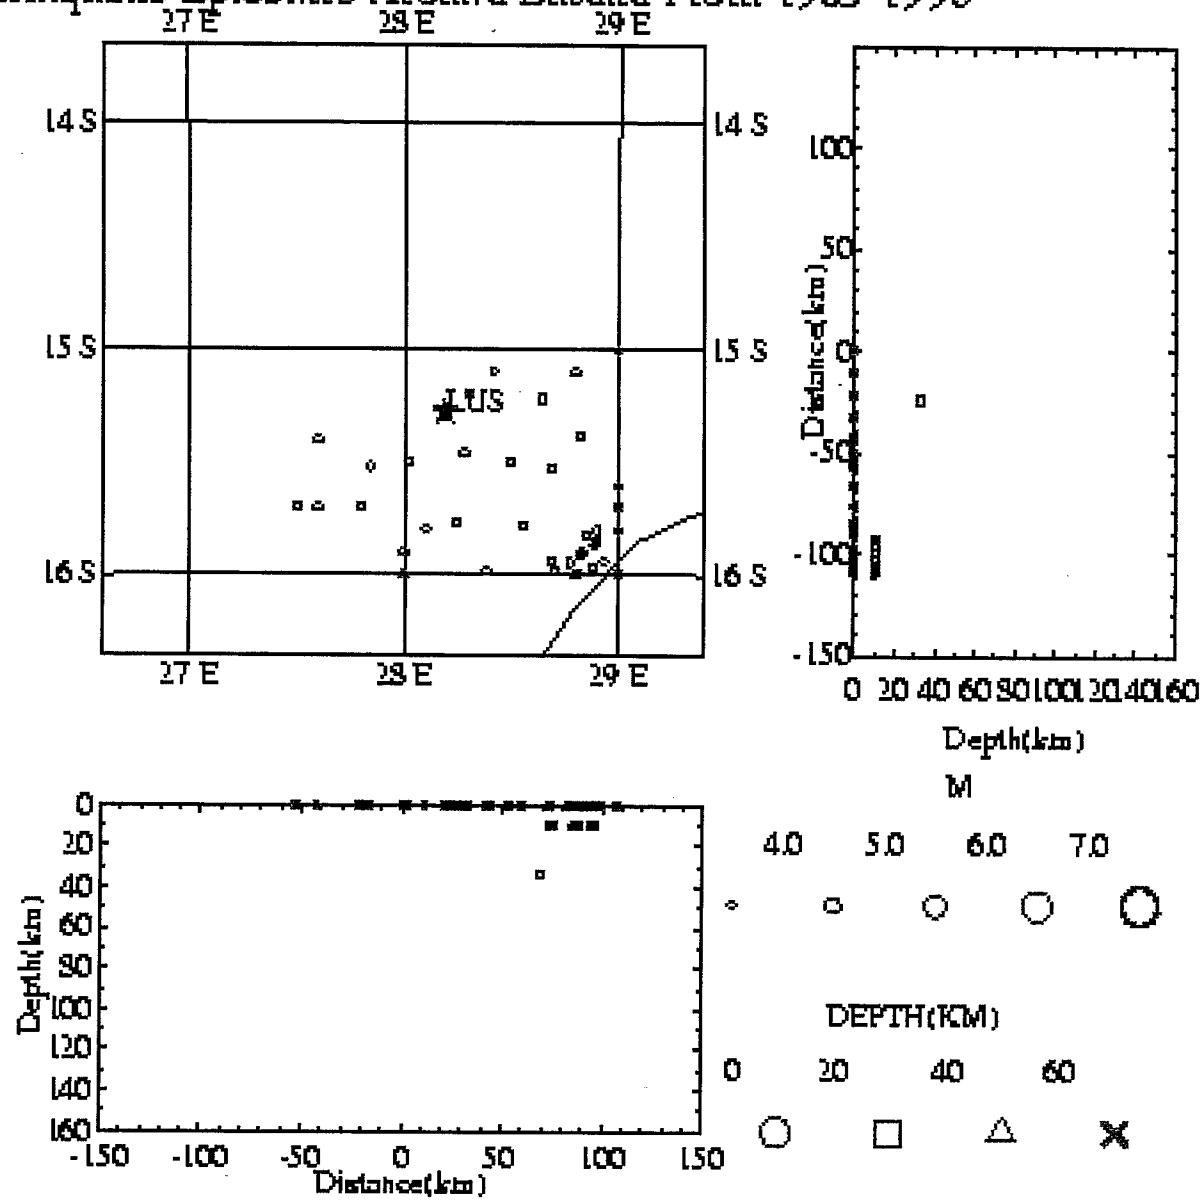 27 E 28 E 29 E
14 S 14 S
15 S 15 S
LUS
16 S 16 S
27 E 28 E 29 E
100
50
0
-50
-100
-150
Distance(km)
0 20 40 60 80 100 120 140 160
Depth(km)
0
20
40
60
80
100
120
140
160
Depth(km)
-150 -100 -50 0 50 100 150
Distance(km)
M
4.0 5.0 6.0 7.0
DEPTH(KM)
0 20 40 60